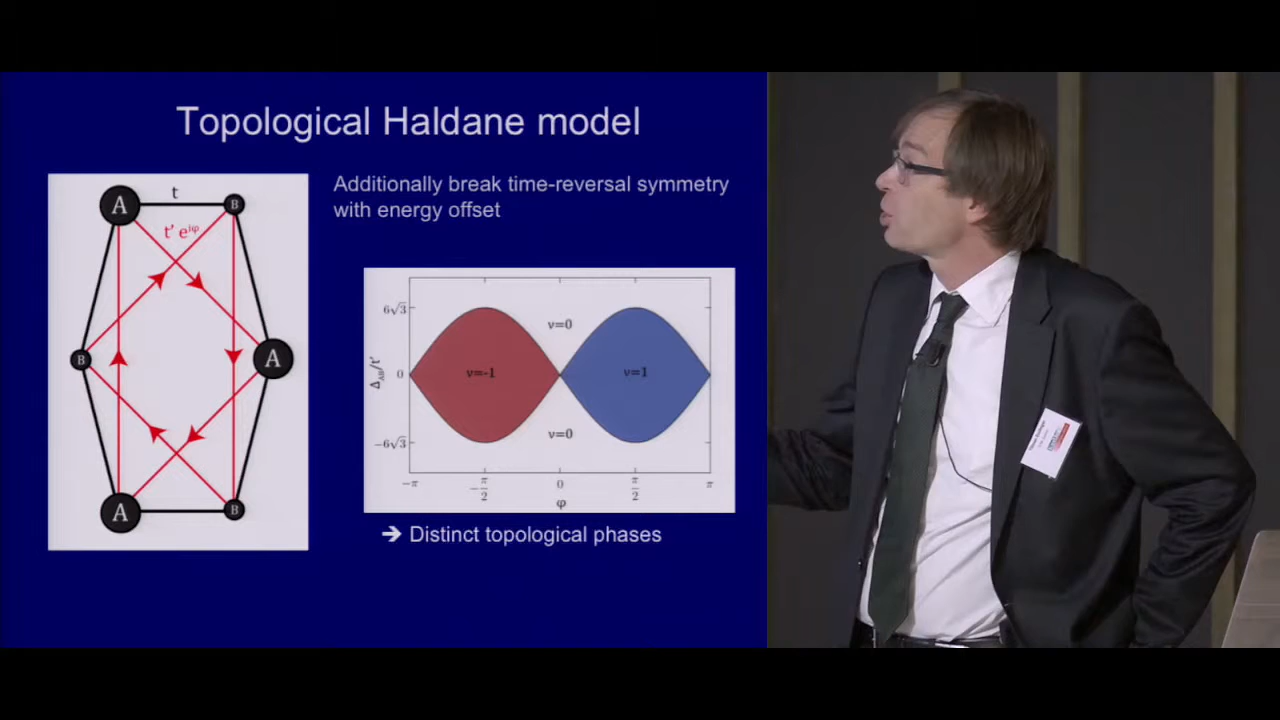 Topological Haldane model
Additionally break time-reversal symmetry
with energy offset
A
t
B
t' e^iφ
B
A
A
B
6√3
0
−6√3
Δ_AB/t'
ν=0
ν=-1
ν=1
ν=0
−π
−π/2
0
π/2
π
φ
➔ Distinct topological phases